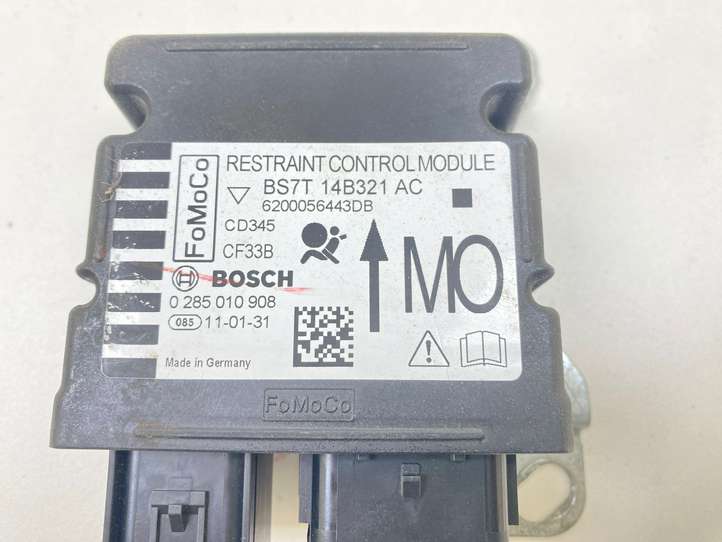 FoMoCo
RESTRAINT CONTROL MODULE
BS7T 14B321 AC
6200056443DB
CD345
CF33B
BOSCH
0 285 010 908
085 11-01-31
MO
Made in Germany
FoMoCo